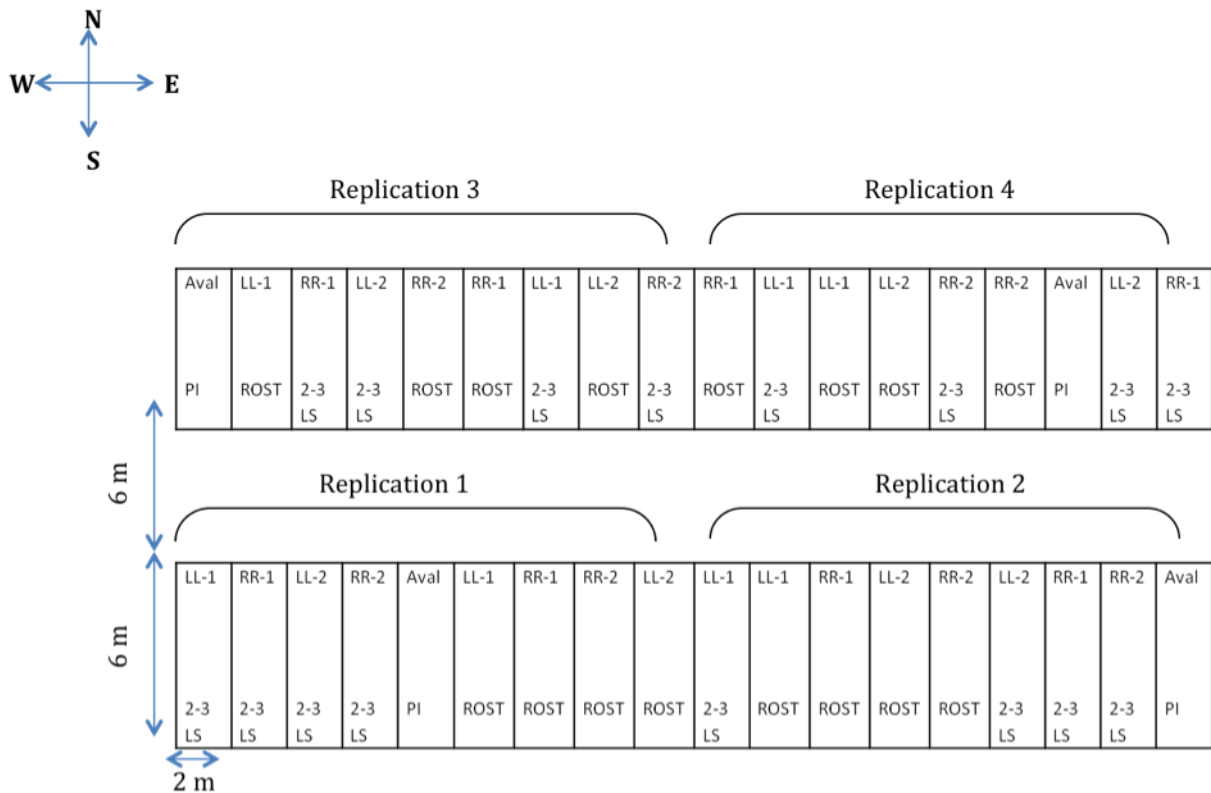 N
W E
S
Replication 3 Replication 4
Aval LL-1 RR-1 LL-2 RR-2 RR-1 LL-1 LL-2 RR-2 RR-1 LL-1 LL-1 LL-2 RR-2 RR-2 Aval LL-2 RR-1
PI ROST 2-3 2-3 ROST ROST 2-3 ROST 2-3 ROST 2-3 ROST ROST 2-3 ROST PI 2-3 2-3
LS LS LS LS LS LS LS LS
6 m
Replication 1 Replication 2
LL-1 RR-1 LL-2 RR-2 Aval LL-1 RR-1 RR-2 LL-2 LL-1 LL-1 RR-1 LL-2 RR-2 LL-2 RR-1 RR-2 Aval
6 m
2-3 2-3 2-3 2-3 PI ROST ROST ROST ROST 2-3 ROST ROST ROST ROST 2-3 2-3 2-3 PI
LS LS LS LS LS LS LS LS
2 m